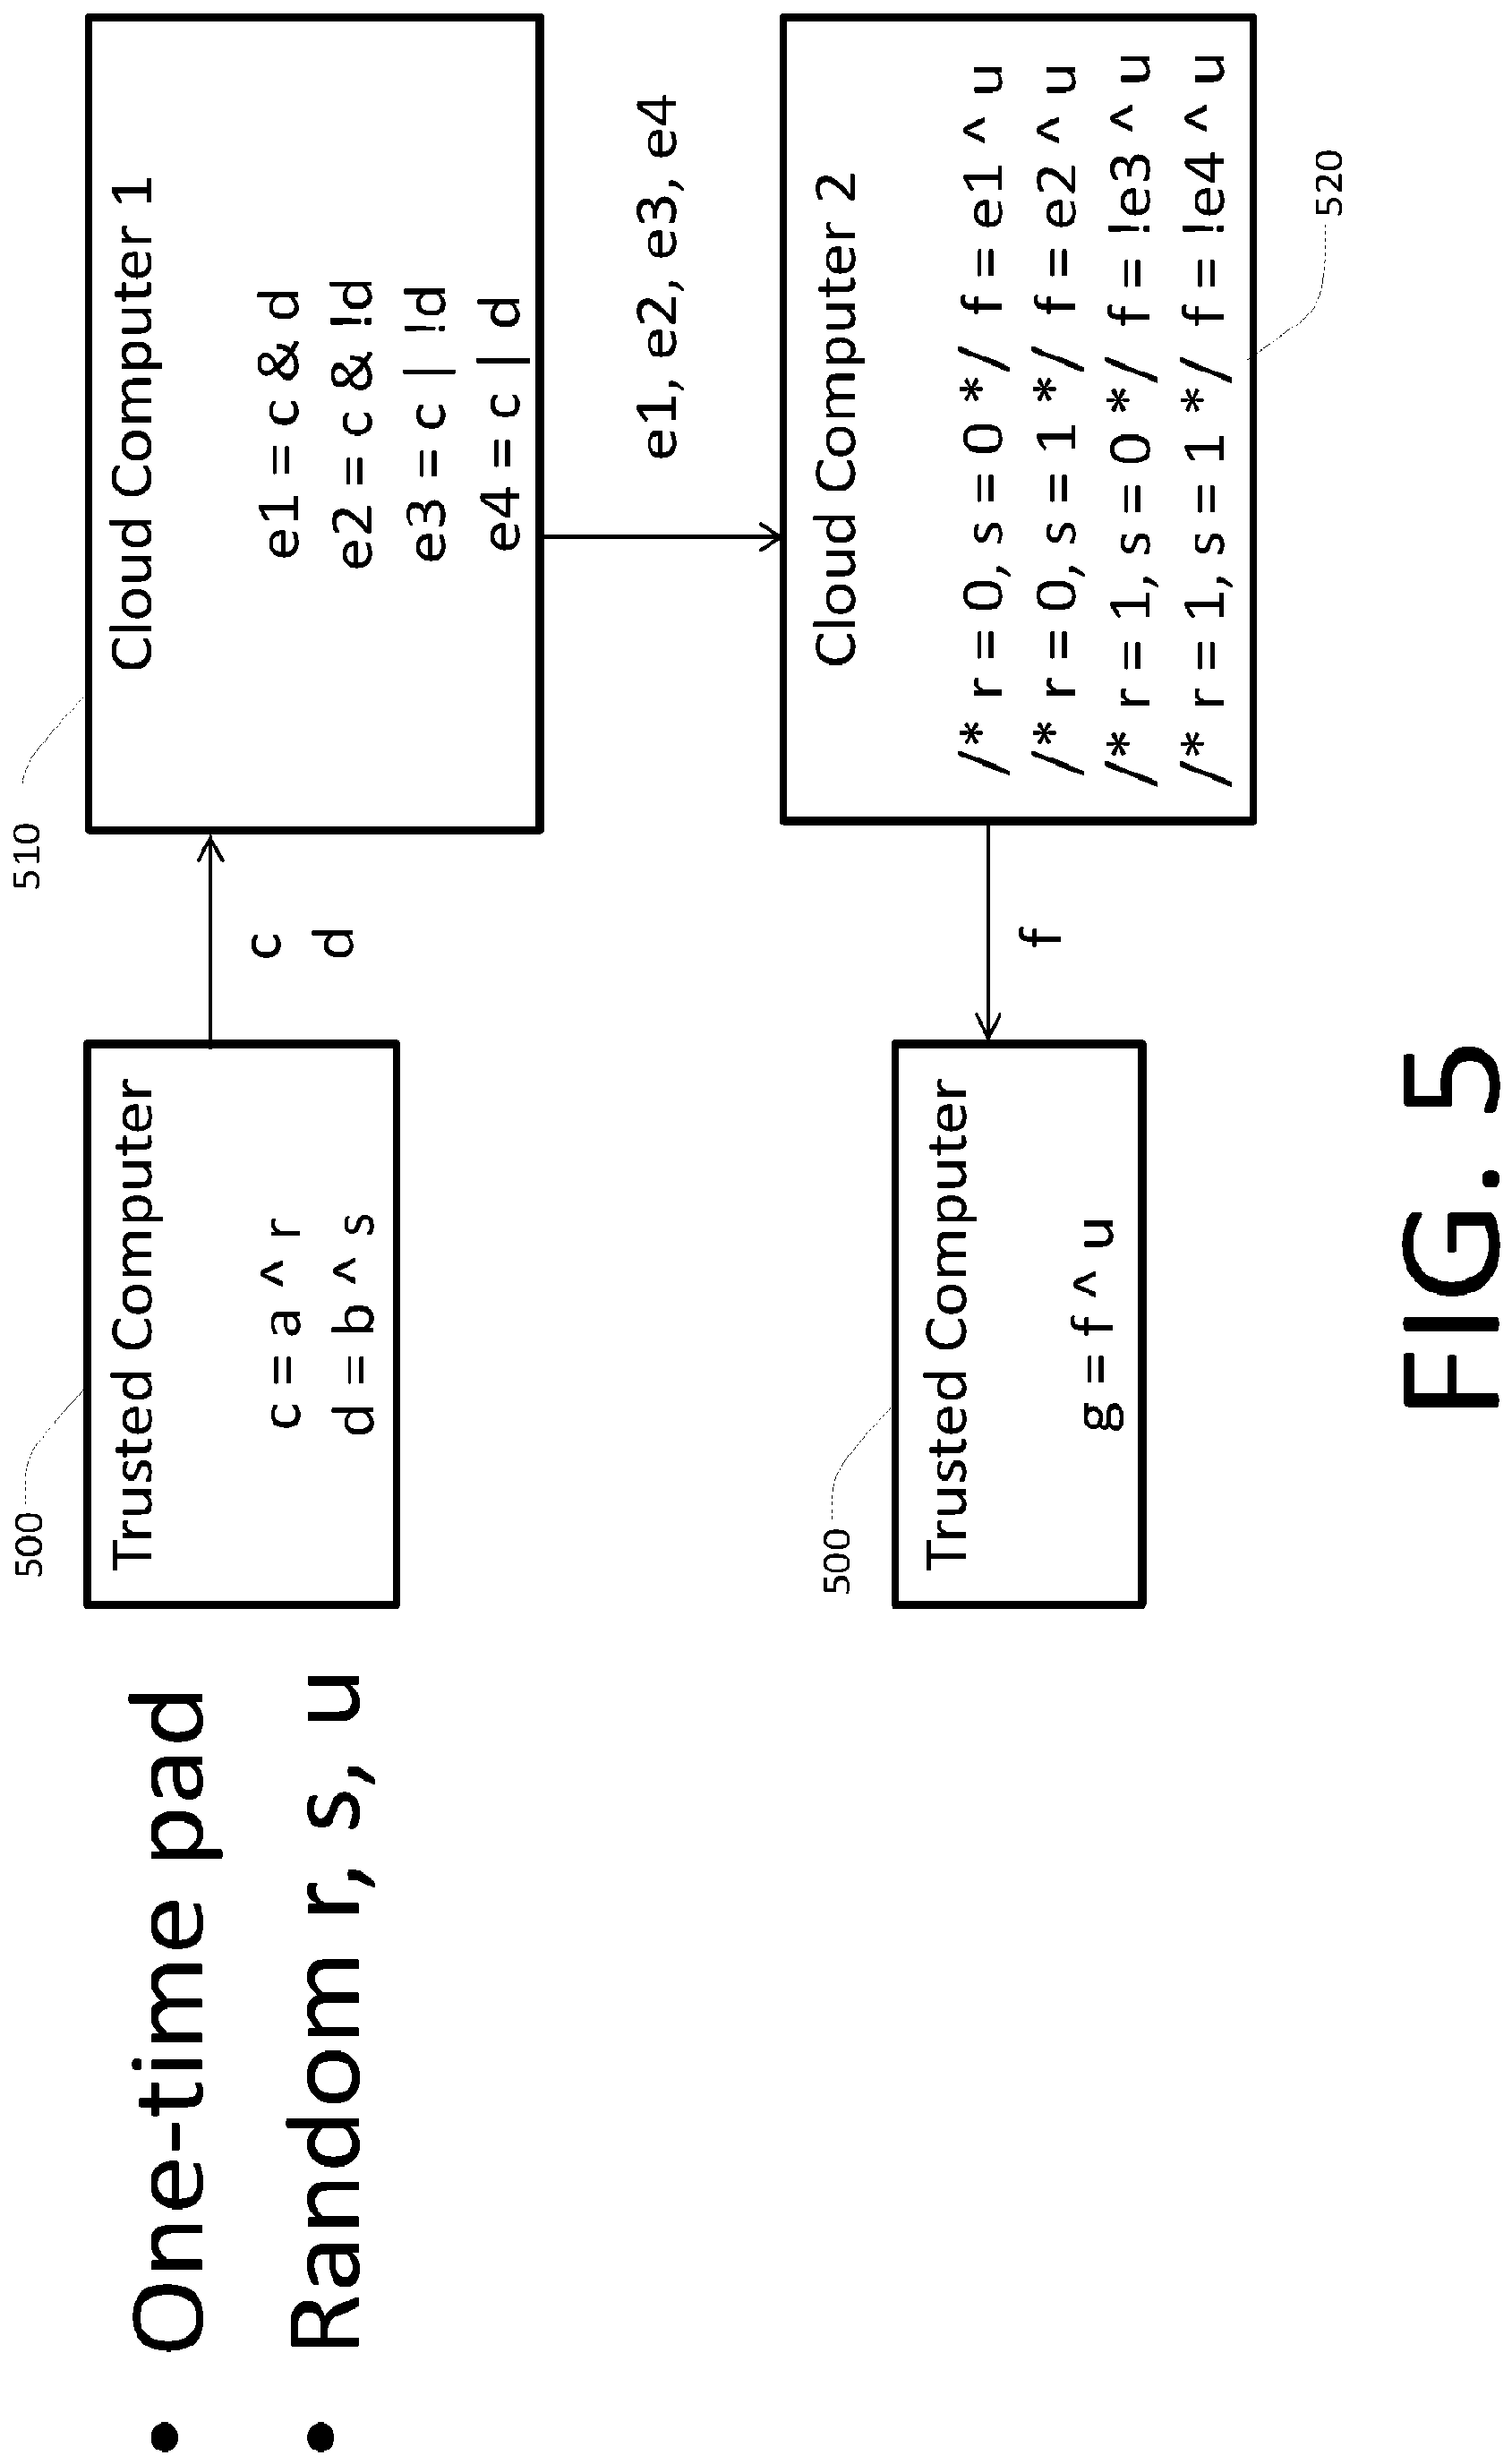 • One-time pad
• Random r, s, u
500
Trusted Computer
c = a ^ r
d = b ^ s
c
d
510
Cloud Computer 1
e1 = c & d
e2 = c & !d
e3 = c | !d
e4 = c | d
e1, e2, e3, e4
Cloud Computer 2
/* r = 0, s = 0 */ f = e1 ^ u
/* r = 0, s = 1 */ f = e2 ^ u
/* r = 1, s = 0 */ f = !e3 ^ u
/* r = 1, s = 1 */ f = !e4 ^ u
520
f
500
Trusted Computer
g = f ^ u
FIG. 5